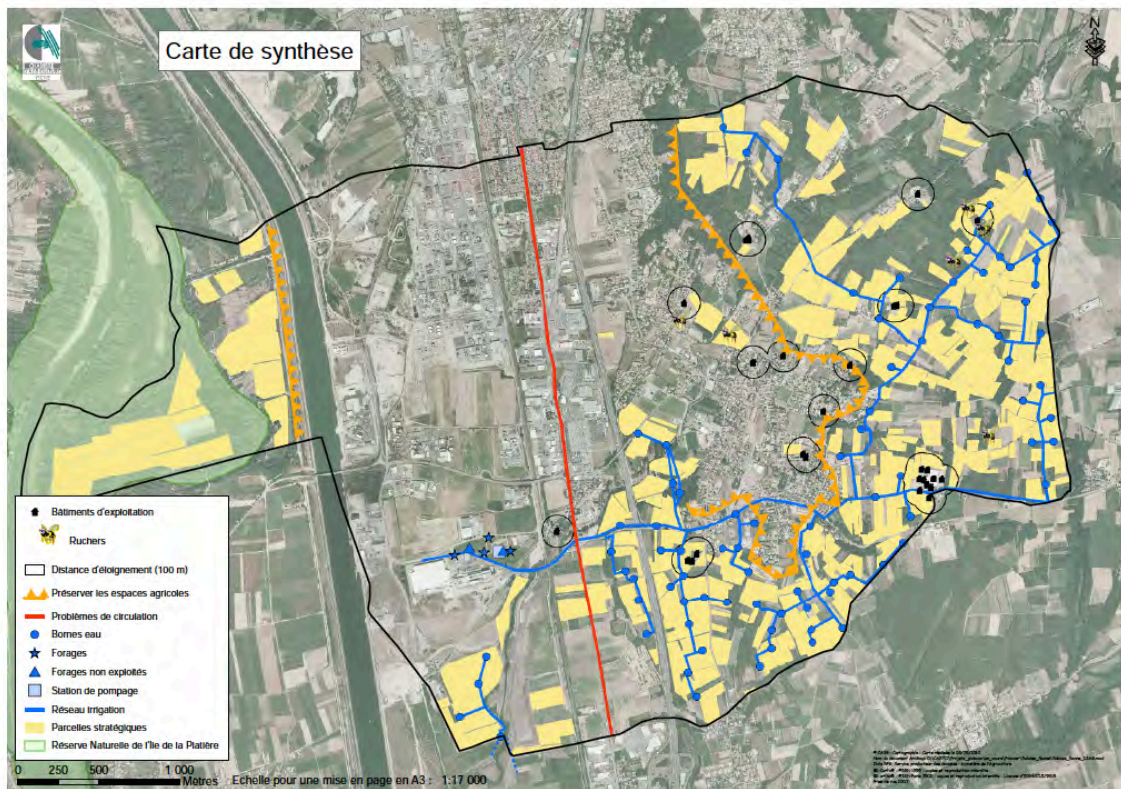 Carte de synthèse
N
Bâtiments d'exploitation
Ruchers
Distance d'éloignement (100 m)
Préserver les espaces agricoles
Problèmes de circulation
Bornes eau
Forages
Forages non exploités
Station de pompage
Réseau irrigation
Parcelles stratégiques
Réserve Naturelle de l'Île de la Platière
0 250 500 1 000
Mètres
Echelle pour une mise en page en A3 : 1:17 000